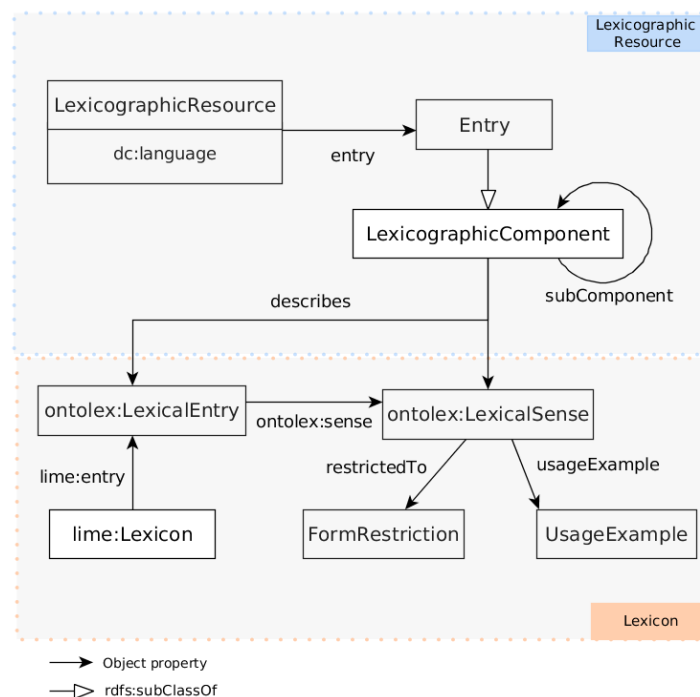 Lexicographic
Resource
LexicographicResource
dc:language
entry
Entry
LexicographicComponent
subComponent
describes
ontolex:LexicalEntry
ontolex:sense
ontolex:LexicalSense
lime:entry
restrictedTo
usageExample
lime:Lexicon
FormRestriction
UsageExample
Lexicon
Object property
rdfs:subClassOf